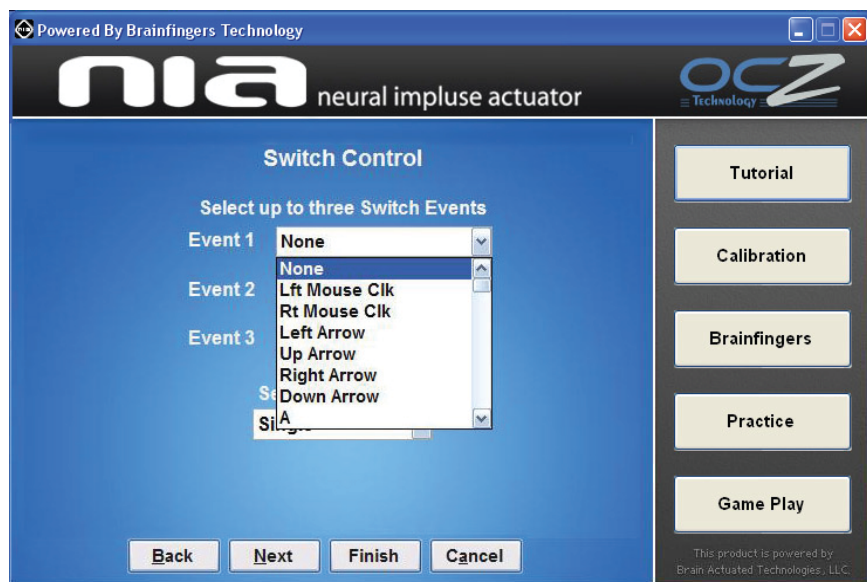 Powered By Brainfingers Technology
nia neural impluse actuator
OCZ
Technology
Switch Control
Select up to three Switch Events
Event 1 None
None
Lft Mouse Clk
Rt Mouse Clk
Left Arrow
Up Arrow
Right Arrow
Down Arrow
A
Event 2
Event 3
Back Next Finish Cancel
Tutorial
Calibration
Brainfingers
Practice
Game Play
This product is powered by
Brain Actuated Technologies, LLC.